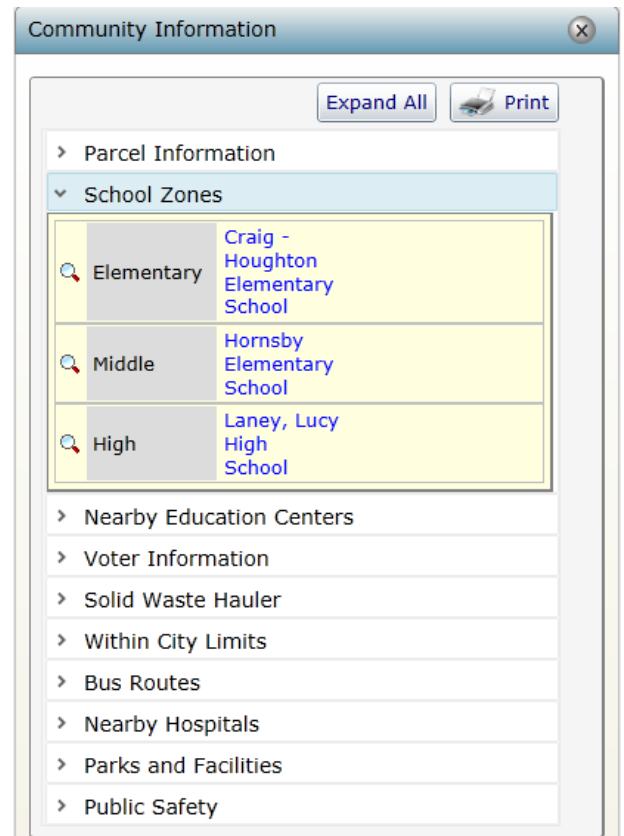 Community Information
Expand All Print
Parcel Information
School Zones
Elementary
Craig -
Houghton
Elementary
School
Middle
Hornsby
Elementary
School
High
Laney, Lucy
High
School
Nearby Education Centers
Voter Information
Solid Waste Hauler
Within City Limits
Bus Routes
Nearby Hospitals
Parks and Facilities
Public Safety